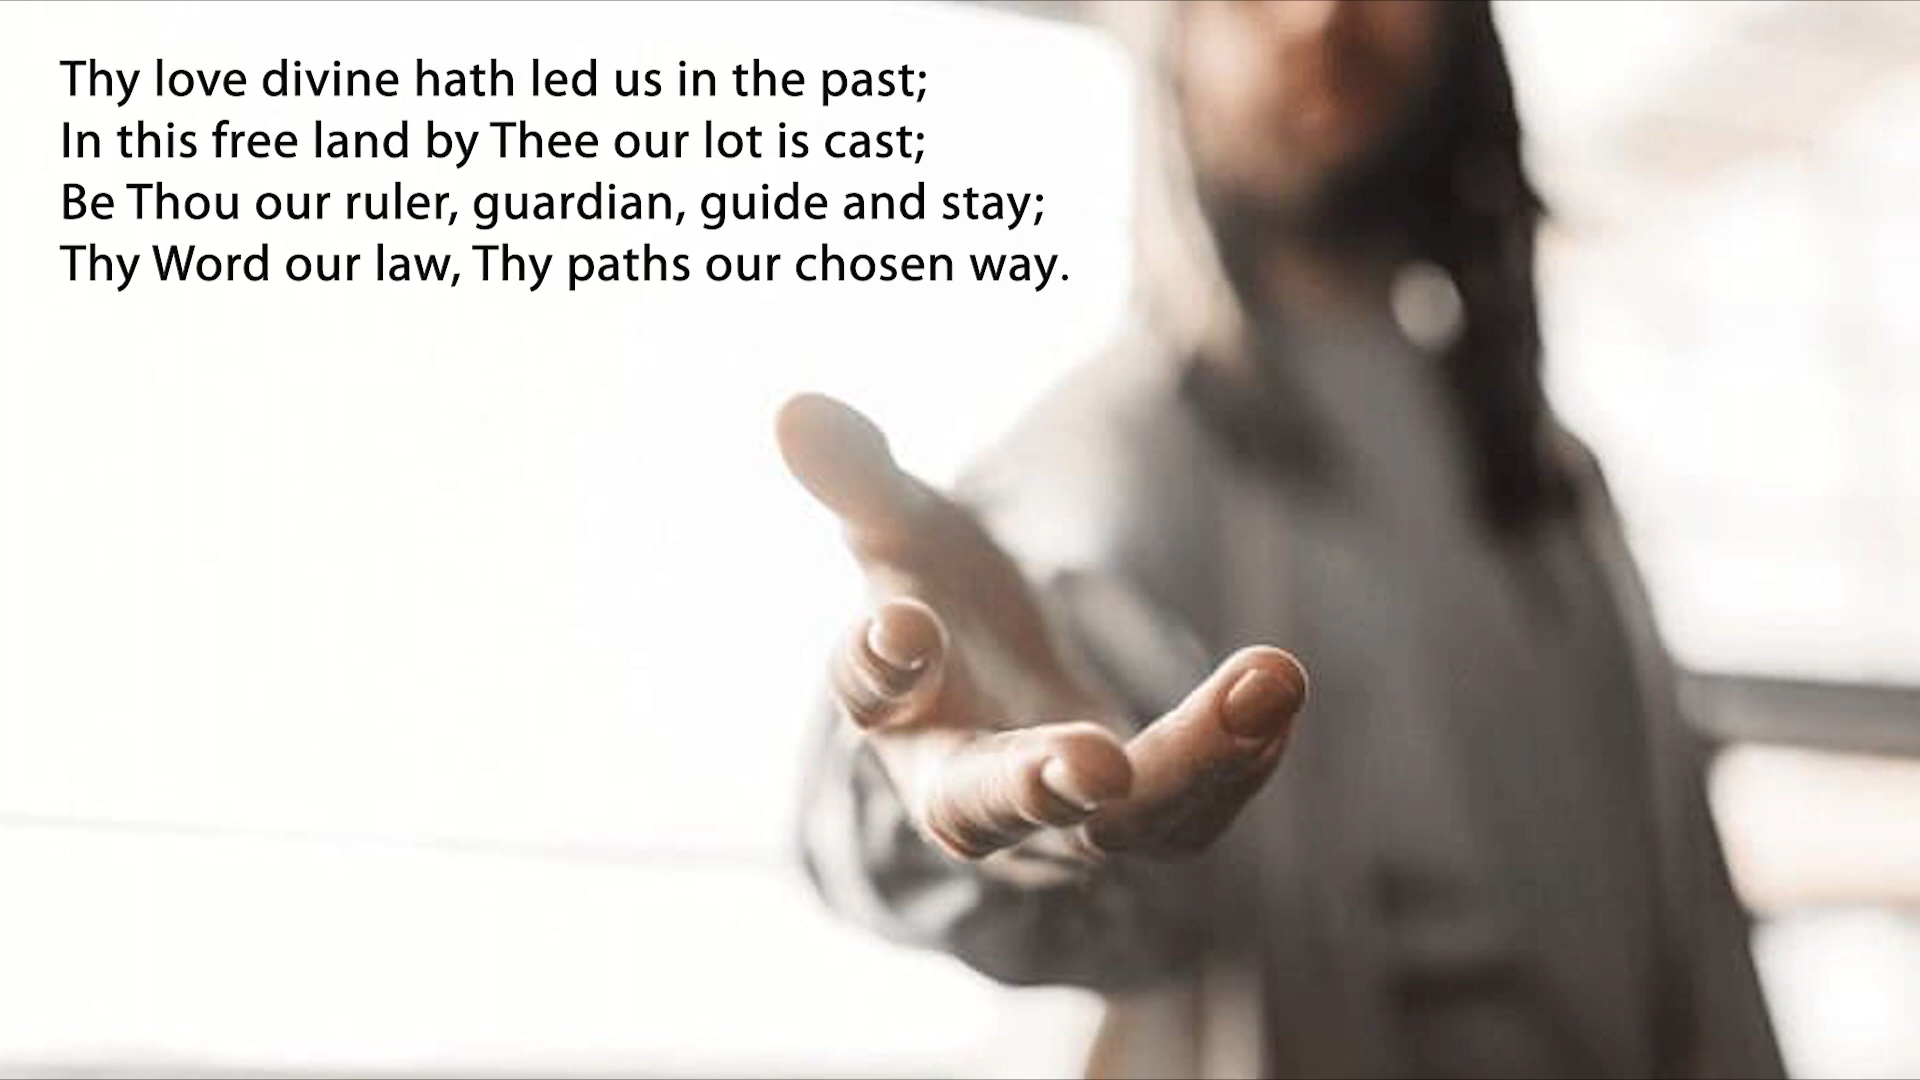 Thy love divine hath led us in the past;
In this free land by Thee our lot is cast;
Be Thou our ruler, guardian, guide and stay;
Thy Word our law, Thy paths our chosen way.